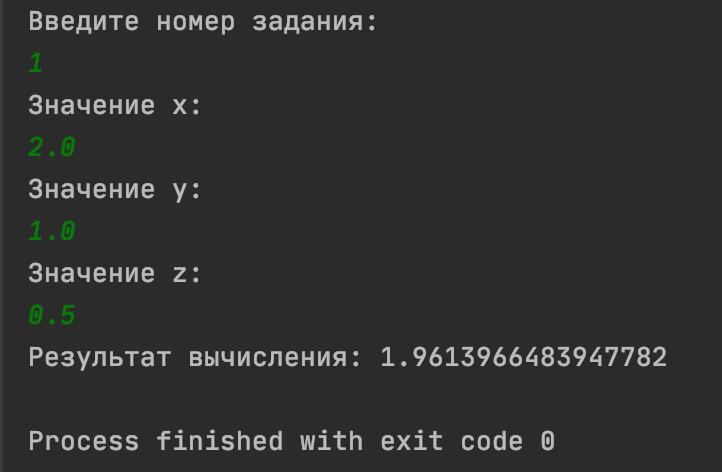 Введите номер задания:
1
Значение x:
2.0
Значение y:
1.0
Значение z:
0.5
Результат вычисления: 1.9613966483947782
Process finished with exit code 0